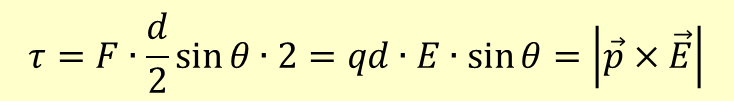 τ = F · d/2 sin θ · 2 = qd · E · sin θ = |p⃗ × E⃗|